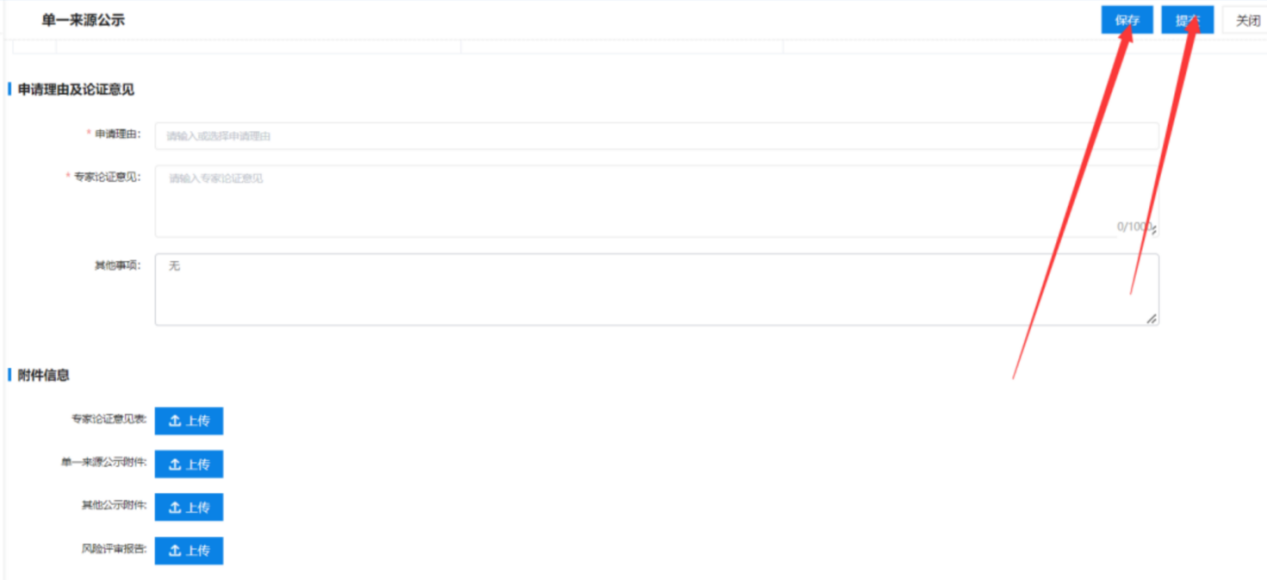 单一来源公示
保存 提交 关闭
申请理由及论证意见
* 申请理由: 请输入或选择申请理由
* 专家论证意见: 请输入专家论证意见
0/1000
其他事项: 无
附件信息
专家论证意见表: 上传
单一来源公示附件: 上传
其他公示附件: 上传
风险评审报告: 上传